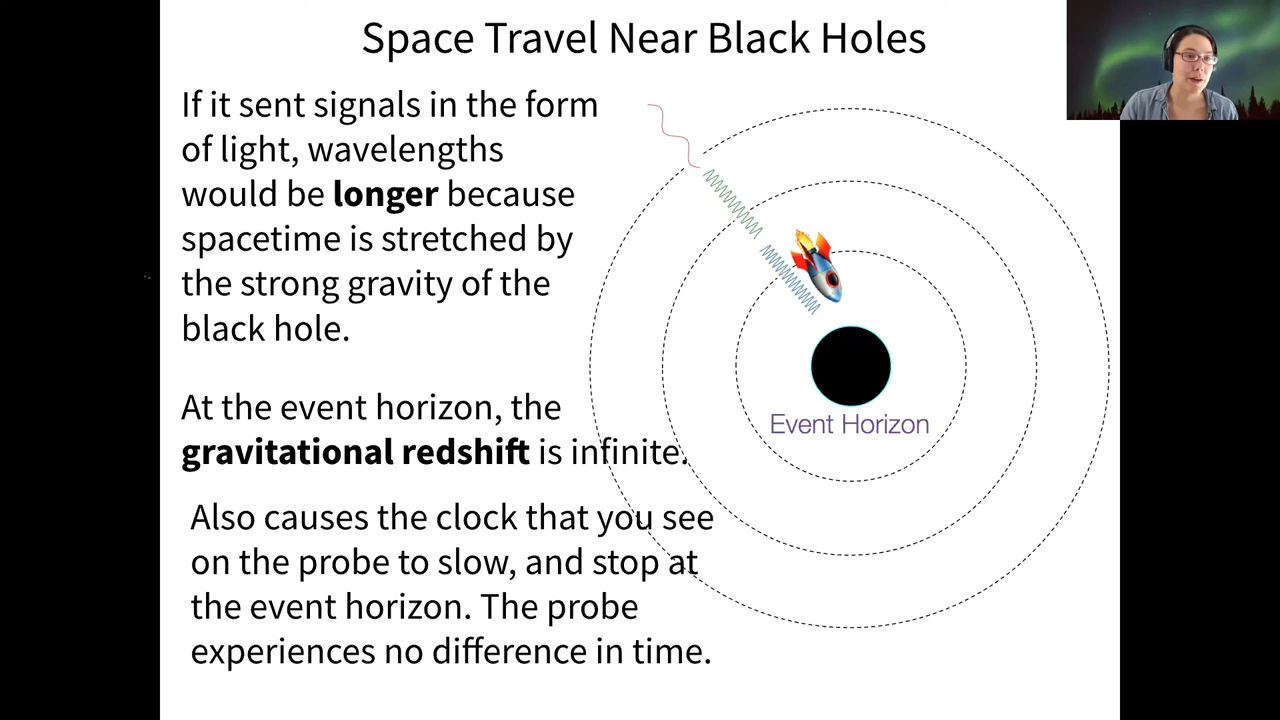 Space Travel Near Black Holes
If it sent signals in the form
of light, wavelengths
would be longer because
spacetime is stretched by
the strong gravity of the
black hole.
At the event horizon, the
gravitational redshift is infinite.
Also causes the clock that you see
on the probe to slow, and stop at
the event horizon. The probe
experiences no difference in time.
Event Horizon